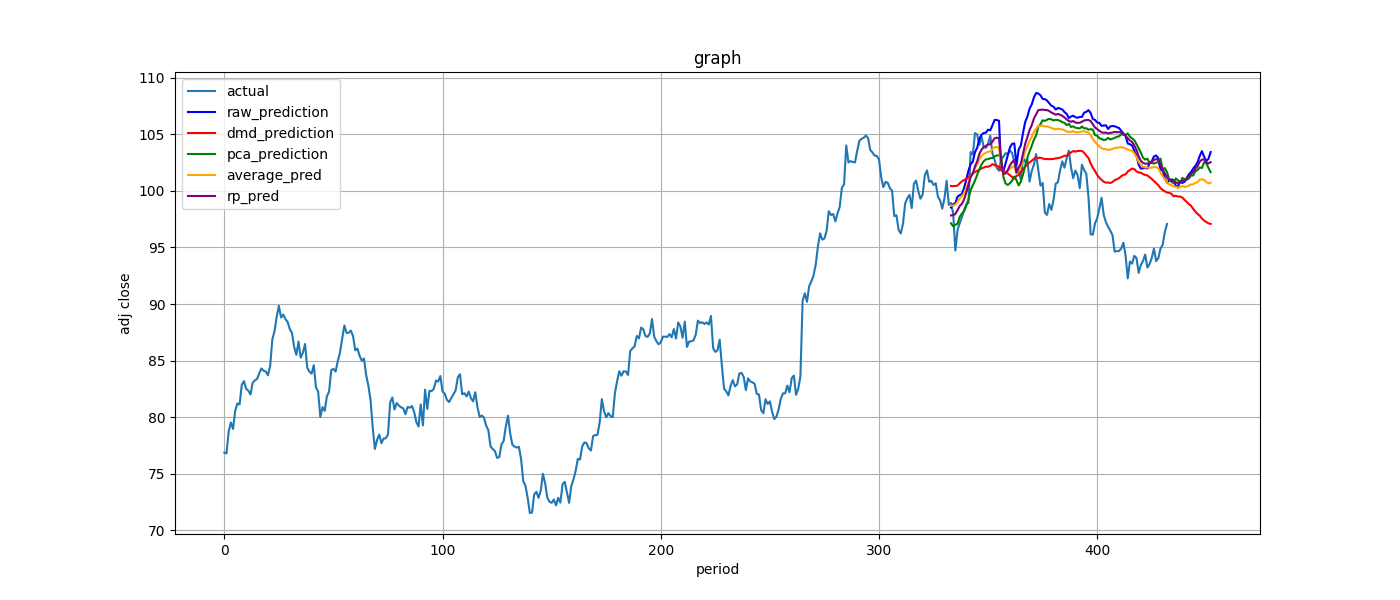 graph
110
105
100
95
90
85
80
75
70
adj close
actual
raw_prediction
dmd_prediction
pca_prediction
average_pred
rp_pred
0 100 200 300 400
period